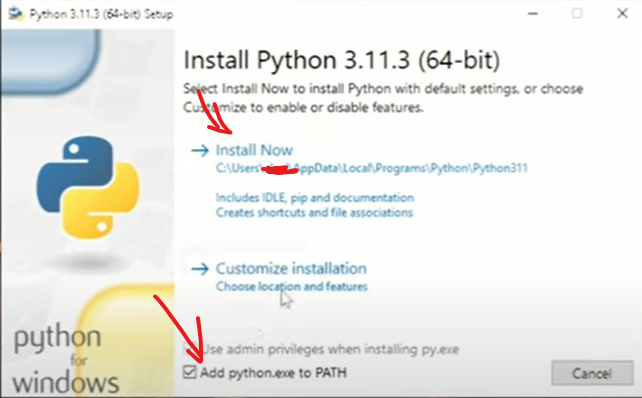 Python 3.11.3 (64-bit) Setup
Install Python 3.11.3 (64-bit)
Select Install Now to install Python with default settings, or choose
Customize to enable or disable features.
Install Now
C:\Users\ \AppData\Local\Programs\Python\Python311
Includes IDLE, pip and documentation
Creates shortcuts and file associations
Customize installation
Choose location and features
Use admin privileges when installing py.exe
Add python.exe to PATH
Cancel
python
for
windows